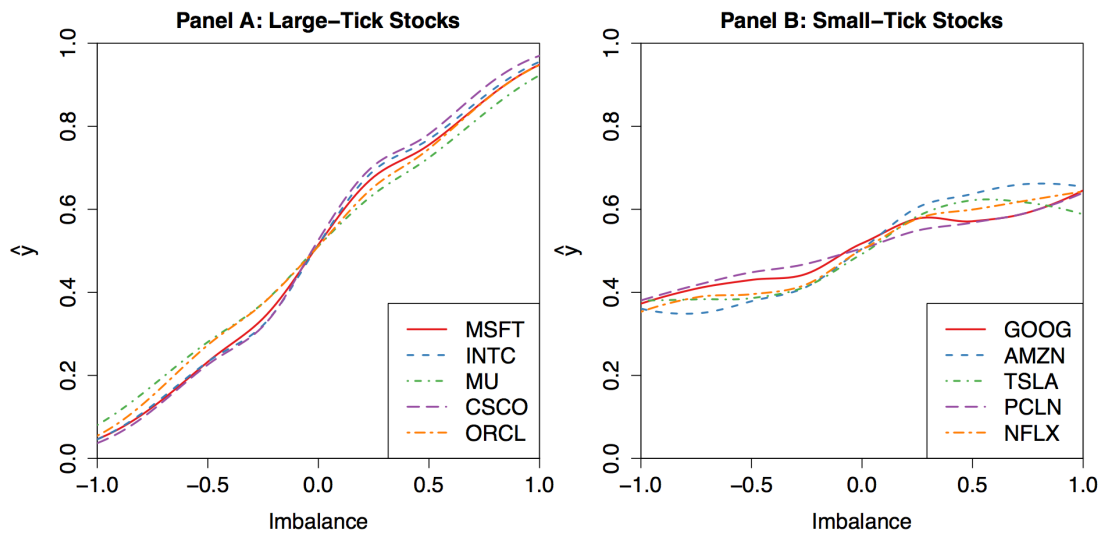 Panel A: Large−Tick Stocks
1.0
0.8
0.6
0.4
0.2
0.0
ŷ
MSFT
INTC
MU
CSCO
ORCL
−1.0 −0.5 0.0 0.5 1.0
Imbalance
Panel B: Small−Tick Stocks
1.0
0.8
0.6
0.4
0.2
0.0
ŷ
GOOG
AMZN
TSLA
PCLN
NFLX
−1.0 −0.5 0.0 0.5 1.0
Imbalance